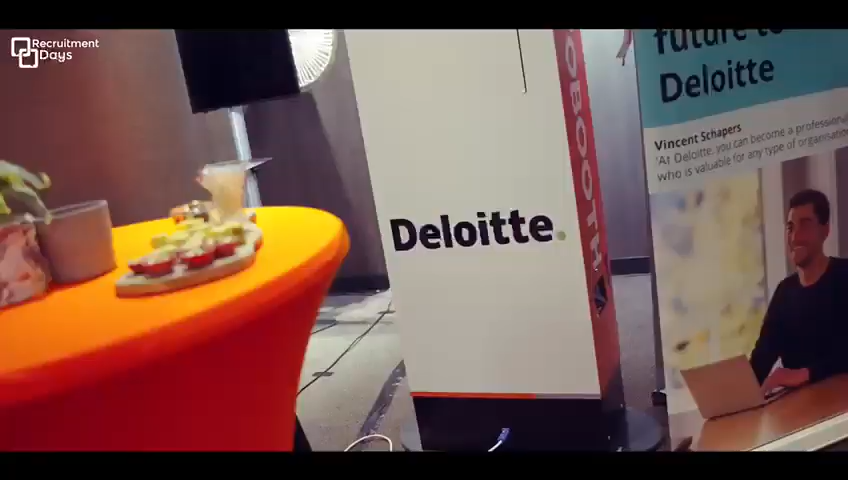 Recruitment
Days
future to
Deloitte
Vincent Schapers
'At Deloitte, you can become a professional
who is valuable for any type of organisation
Deloitte.